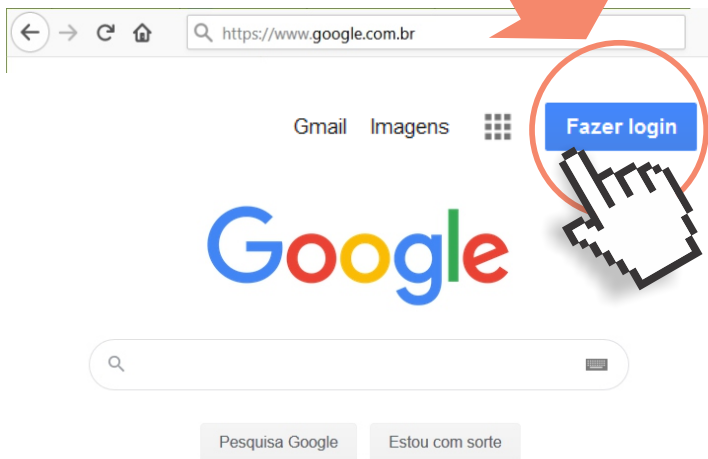 https://www.google.com.br
Gmail Imagens Fazer login
Google
Pesquisa Google Estou com sorte